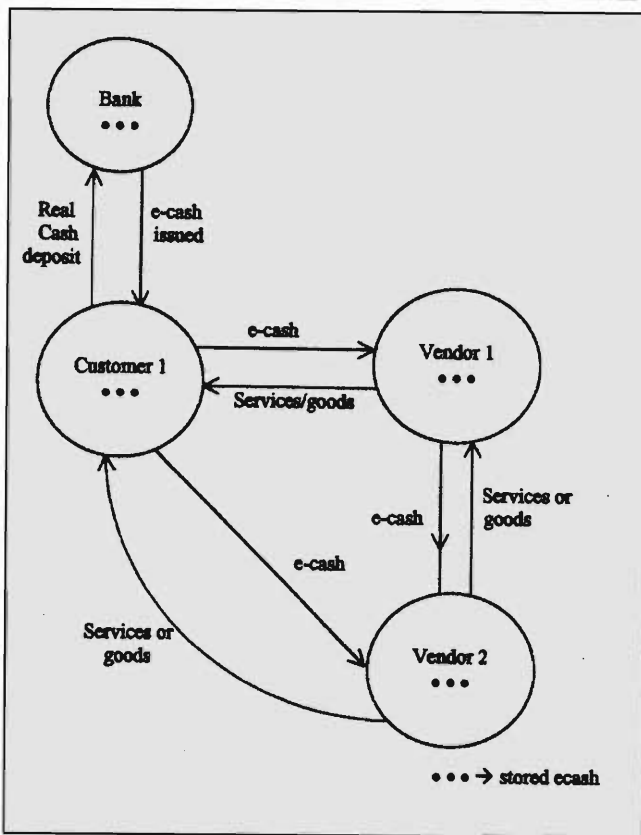 Bank
Real
Cash
deposit
e-cash
issued
Customer 1
e-cash
Services/goods
Vendor 1
e-cash
Services or
goods
e-cash
Services or
goods
Vendor 2
→ stored ecash